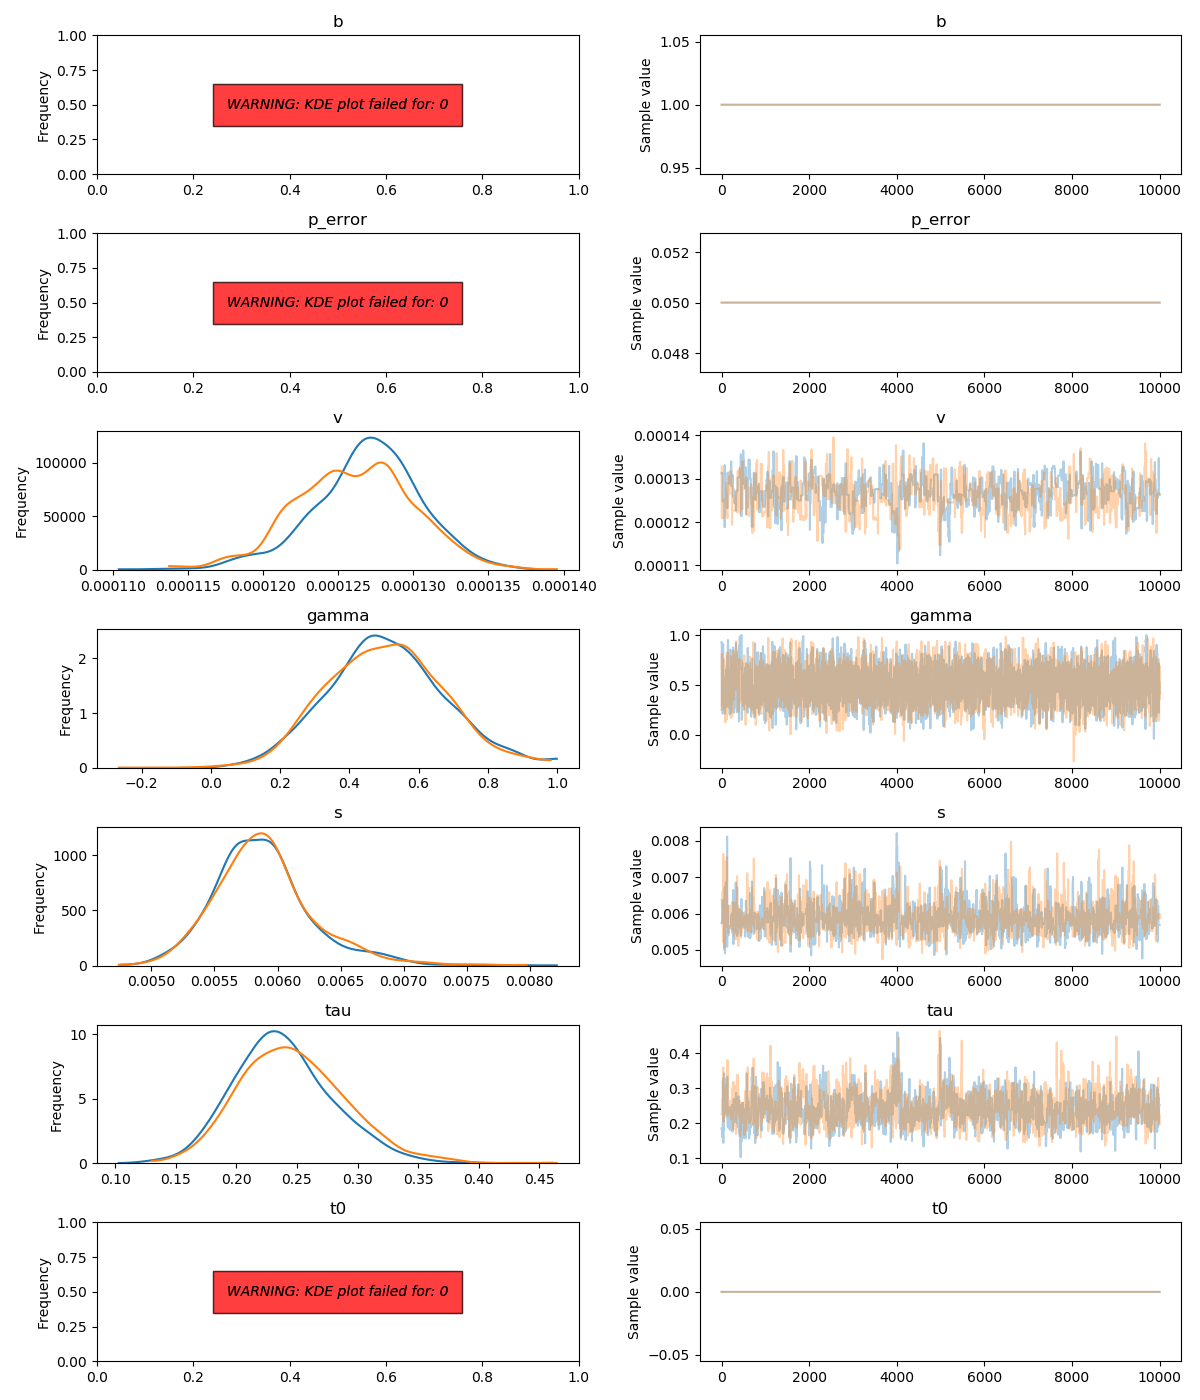 b
1.00
0.75
0.50
0.25
0.00
Frequency
WARNING: KDE plot failed for: 0
0.0 0.2 0.4 0.6 0.8 1.0
b
1.05
1.00
0.95
Sample value
0 2000 4000 6000 8000 10000
p_error
1.00
0.75
0.50
0.25
0.00
Frequency
WARNING: KDE plot failed for: 0
0.0 0.2 0.4 0.6 0.8 1.0
p_error
0.052
0.050
0.048
Sample value
0 2000 4000 6000 8000 10000
v
100000
50000
0
Frequency
0.000110 0.000115 0.000120 0.000125 0.000130 0.000135 0.000140
v
0.00014
0.00013
0.00012
0.00011
Sample value
0 2000 4000 6000 8000 10000
gamma
2
1
0
Frequency
−0.2 0.0 0.2 0.4 0.6 0.8 1.0
gamma
1.0
0.5
0.0
Sample value
0 2000 4000 6000 8000 10000
s
1000
500
0
Frequency
0.0050 0.0055 0.0060 0.0065 0.0070 0.0075 0.0080
s
0.008
0.007
0.006
0.005
Sample value
0 2000 4000 6000 8000 10000
tau
10
5
0
Frequency
0.10 0.15 0.20 0.25 0.30 0.35 0.40 0.45
tau
0.4
0.3
0.2
0.1
Sample value
0 2000 4000 6000 8000 10000
t0
1.00
0.75
0.50
0.25
0.00
Frequency
WARNING: KDE plot failed for: 0
0.0 0.2 0.4 0.6 0.8 1.0
t0
0.05
0.00
−0.05
Sample value
0 2000 4000 6000 8000 10000